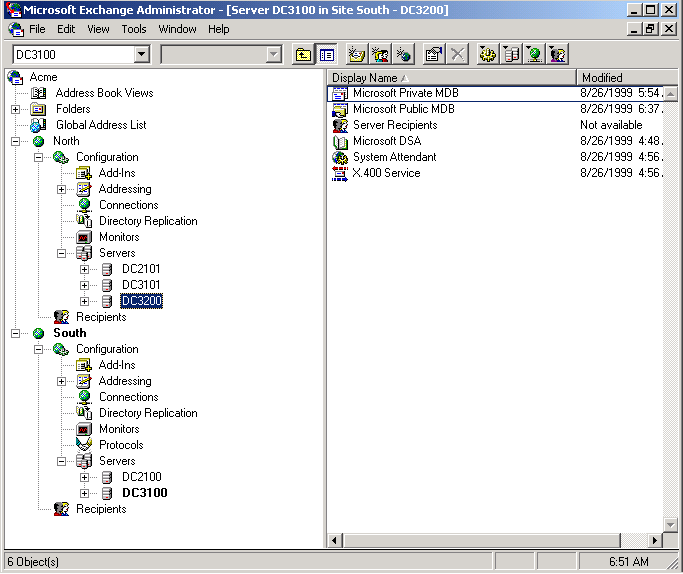 Microsoft Exchange Administrator - [Server DC3100 in Site South - DC3200]
File Edit View Tools Window Help
DC3100
Acme
Address Book Views
Folders
Global Address List
North
Configuration
Add-Ins
Addressing
Connections
Directory Replication
Monitors
Servers
DC2101
DC3101
DC3200
Recipients
South
Configuration
Add-Ins
Addressing
Connections
Directory Replication
Monitors
Protocols
Servers
DC2100
DC3100
Recipients
Display Name Modified
Microsoft Private MDB 8/26/1999 5:54.
Microsoft Public MDB 8/26/1999 6:37.
Server Recipients Not available
Microsoft DSA 8/26/1999 4:48.
System Attendant 8/26/1999 4:56.
X.400 Service 8/26/1999 4:56.
6 Object(s) 6:51 AM